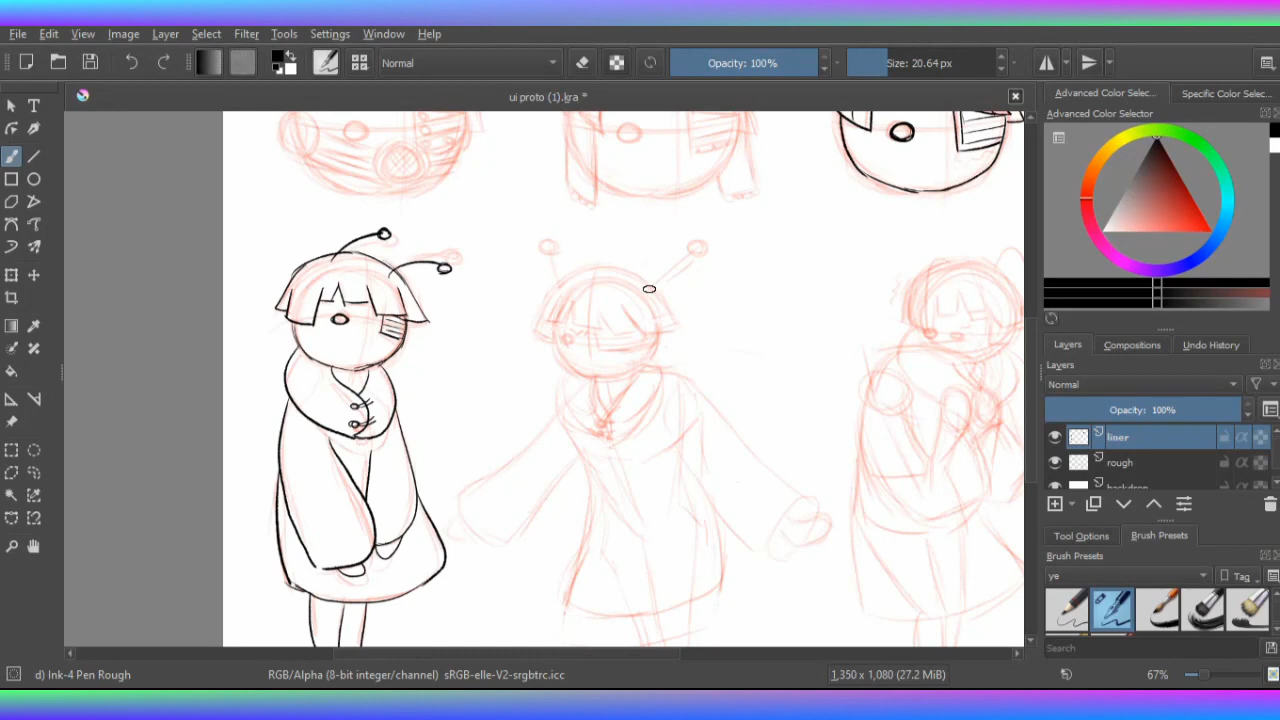 File Edit View Image Layer Select Filter Tools Settings Window Help
Normal
Opacity: 100%
Size: 20.64 px
ui proto (1).kra *
Advanced Color Selec...
Specific Color Selec...
Advanced Color Selector
Layers
Compositions
Undo History
Layers
Normal
Opacity: 100%
liner
rough
backdrop
Tool Options
Brush Presets
Brush Presets
ye
Tag
Search
d) Ink-4 Pen Rough
RGB/Alpha (8-bit integer/channel) sRGB-elle-V2-srgbtrc.icc
1,350 x 1,080 (27.2 MiB)
67%